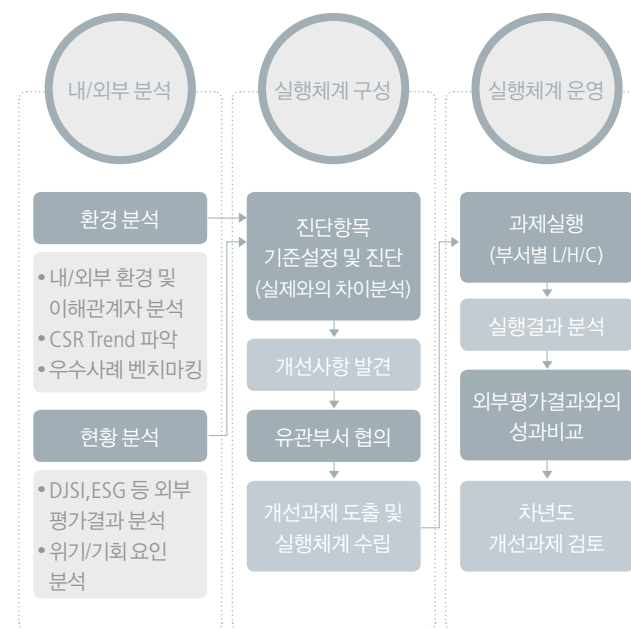 내/외부 분석
실행체계 구성
실행체계 운영
환경 분석
• 내/외부 환경 및
이해관계자 분석
• CSR Trend 파악
• 우수사례 벤치마킹
현황 분석
• DJSI,ESG 등 외부
평가결과 분석
• 위기/기회 요인
분석
진단항목
기준설정 및 진단
(실제와의 차이분석)
개선사항 발견
유관부서 협의
개선과제 도출 및
실행체계 수립
과제실행
(부서별 L/H/C)
실행결과 분석
외부평가결과와의
성과비교
차년도
개선과제 검토